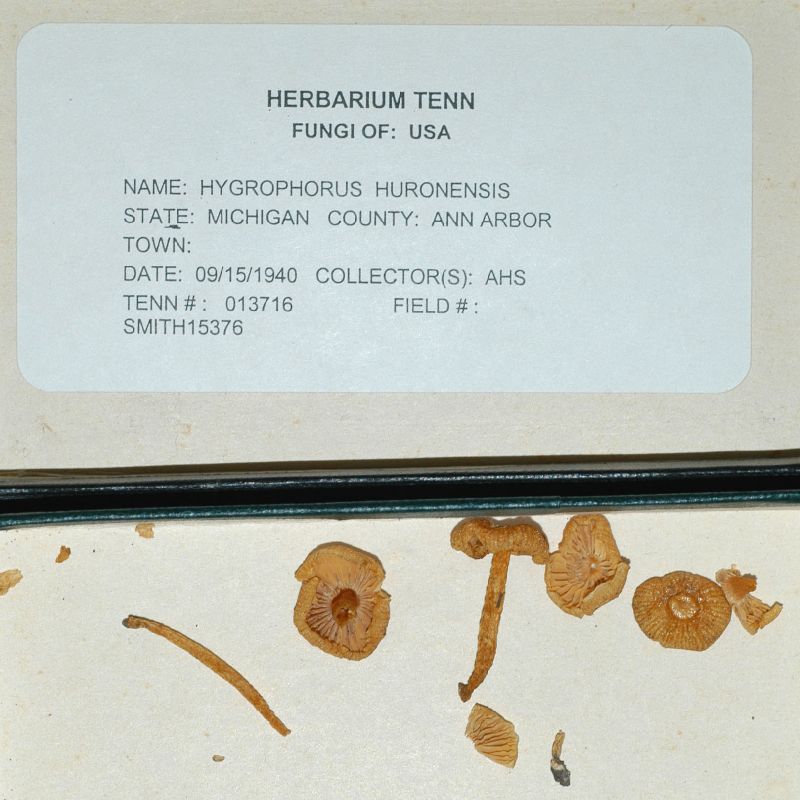 HERBARIUM TENN
FUNGI OF: USA
NAME: HYGROPHORUS HURONENSIS
STATE: MICHIGAN COUNTY: ANN ARBOR
TOWN:
DATE: 09/15/1940 COLLECTOR(S): AHS
TENN # : 013716 FIELD # :
SMITH15376